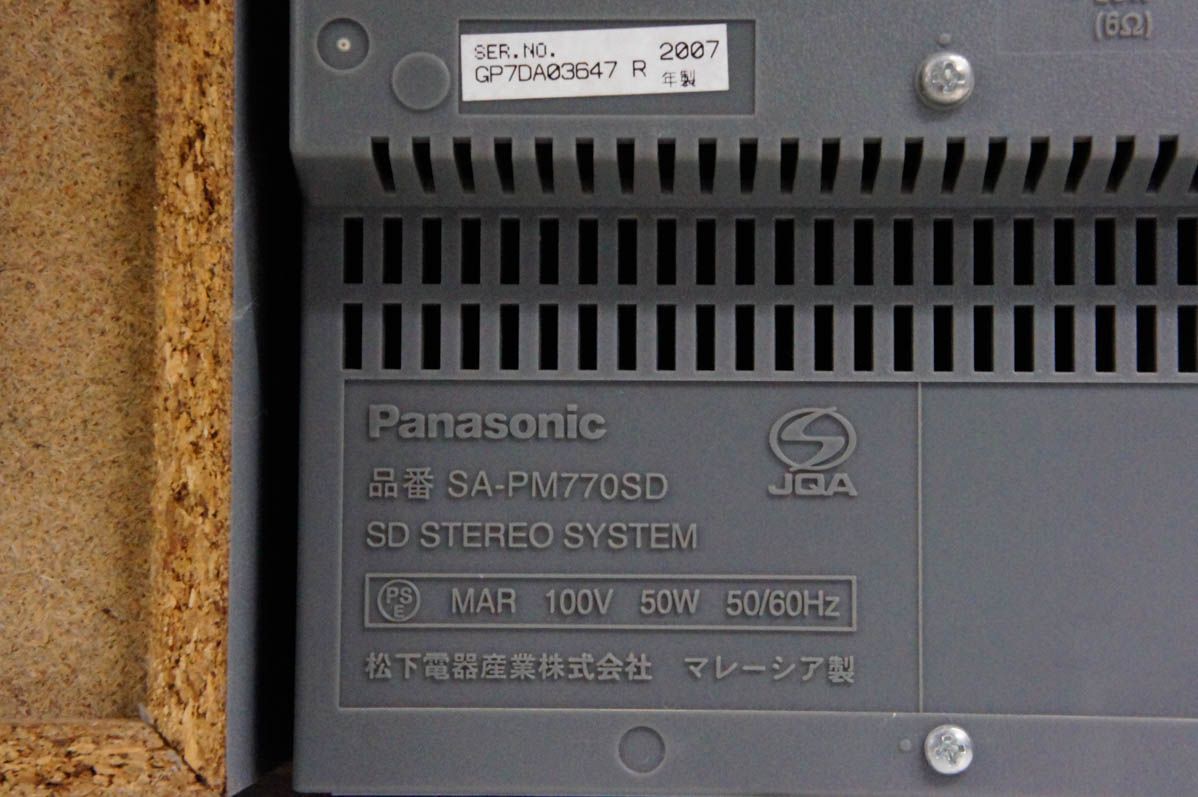 (6Ω)
SER.NO. 2007
GP7DA03647 R 年製
Panasonic
JQA
品番 SA-PM770SD
SD STEREO SYSTEM
PSE MAR 100V 50W 50/60Hz
松下電器産業株式会社 マレーシア製